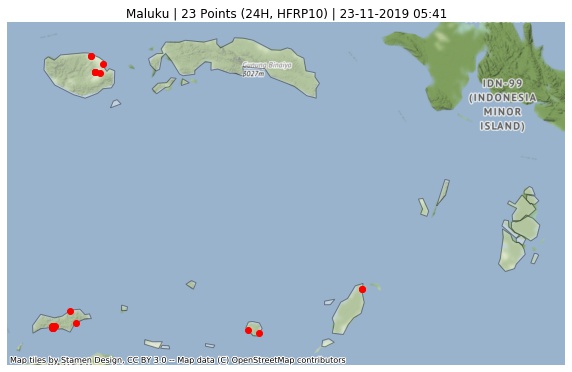 Maluku | 23 Points (24H, HFRP10) | 23-11-2019 05:41
Gunung Binaiya
3027m
IDN-99
(INDONESIA
MINOR
ISLAND)
Map tiles by Stamen Design, CC BY 3.0 -- Map data (C) OpenStreetMap contributors